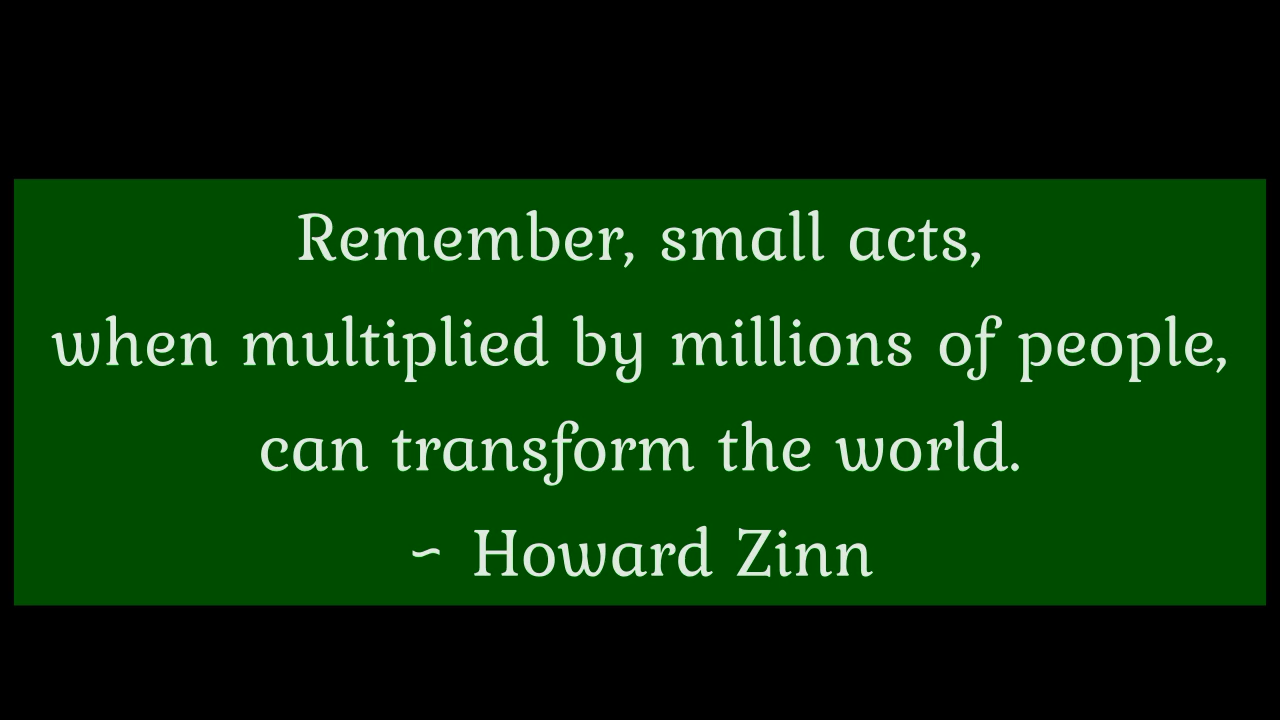 Remember, small acts,
when multiplied by millions of people,
can transform the world.
~ Howard Zinn